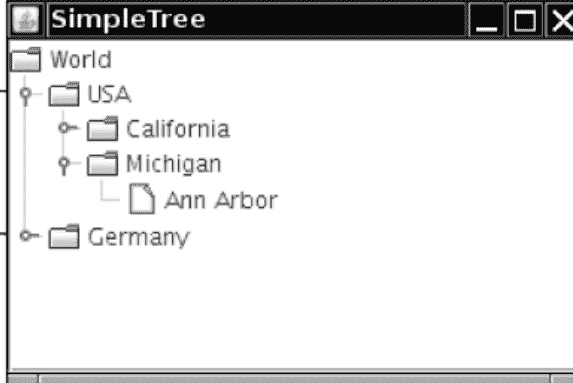 SimpleTree
World
USA
California
Michigan
Ann Arbor
Germany